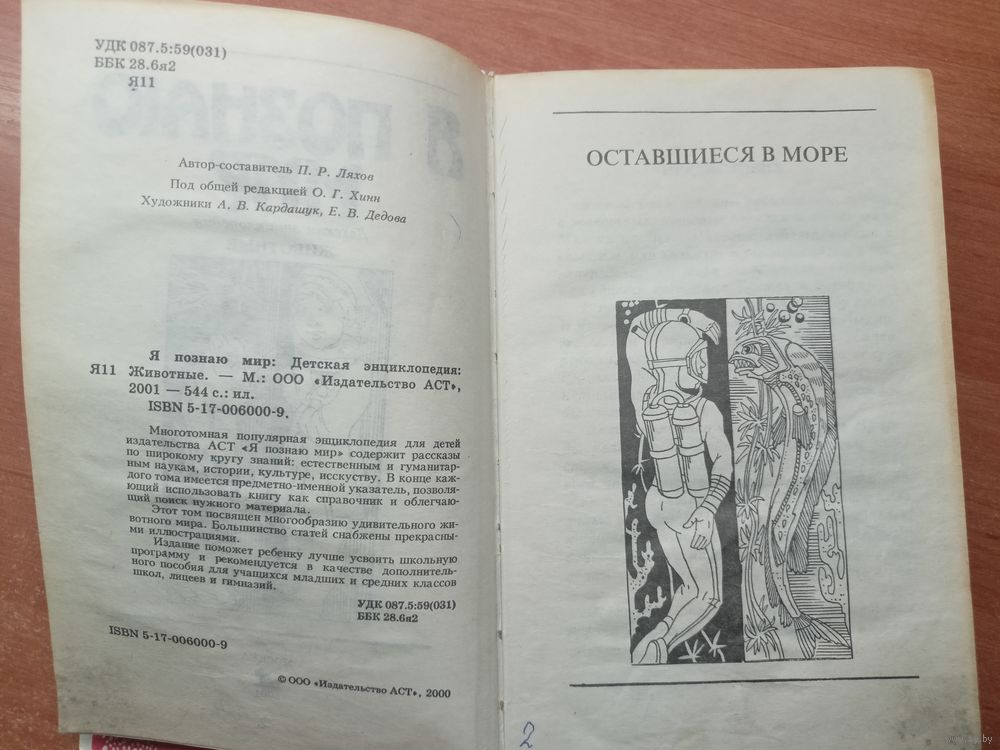 УДК 087.5:59(031)
ББК 28.6я2
Я11
Автор-составитель П. Р. Ляхов
Под общей редакцией О. Г. Хинн
Художники А. В. Кардашук, Е. В. Дедова
Я познаю мир: Детская энциклопедия:
Я11 Животные. — М.: ООО «Издательство АСТ»,
2001 — 544 с.: ил.
ISBN 5-17-006000-9.
Многотомная популярная энциклопедия для детей
издательства АСТ «Я познаю мир» содержит рассказы
по широкому кругу знаний: естественным и гуманитар-
ным наукам, истории, культуре, исскуству. В конце каж-
дого тома имеется предметно-именной указатель, позволя-
ющий использовать книгу как справочник и облегчаю-
щий поиск нужного материала.
Этот том посвящен многообразию удивительного жи-
вотного мира. Большинство статей снабжены прекрасны-
ми иллюстрациями.
Издание поможет ребенку лучше усвоить школьную
программу и рекомендуется в качестве дополнитель-
ного пособия для учащихся младших и средних классов
школ, лицеев и гимназий.
УДК 087.5:59(031)
ББК 28.6я2
ISBN 5-17-006000-9
© ООО «Издательство АСТ», 2000
ОСТАВШИЕСЯ В МОРЕ
2